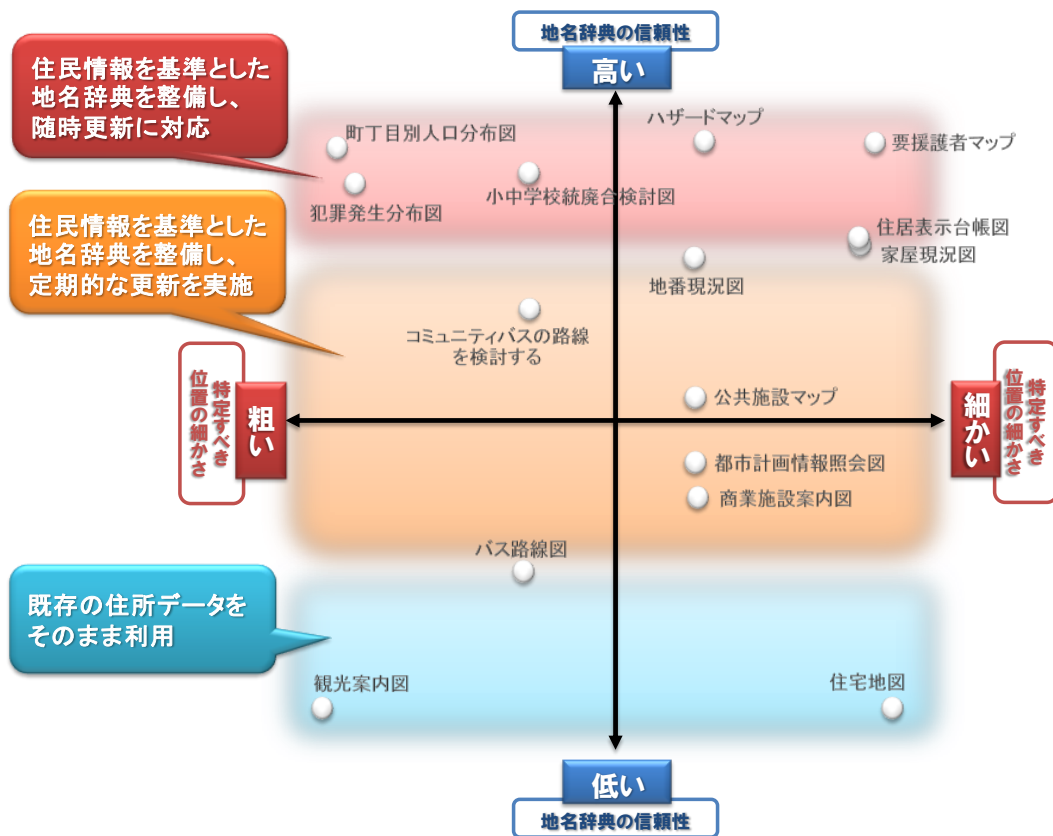 地名辞典の信頼性
高い
住民情報を基準とした
地名辞典を整備し、
随時更新に対応
町丁目別人口分布図
ハザードマップ
要援護者マップ
犯罪発生分布図
小中学校統廃合検討図
住民情報を基準とした
地名辞典を整備し、
定期的な更新を実施
住居表示台帳図
家屋現況図
地番現況図
コミュニティバスの路線
を検討する
特定すべき
位置の細かさ
粗い
公共施設マップ
細かい
特定すべき
位置の細かさ
都市計画情報照会図
商業施設案内図
バス路線図
既存の住所データを
そのまま利用
観光案内図
住宅地図
低い
地名辞典の信頼性